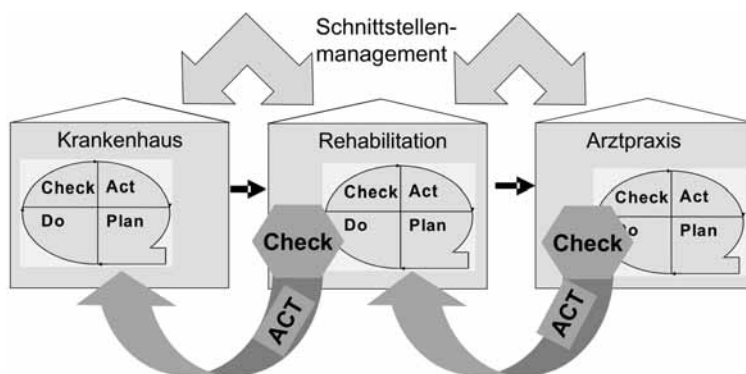 Schnittstellen-
management
Krankenhaus
Rehabilitation
Arztpraxis
Check Act
Do Plan
Check Act
Do Plan
Check Act
Do Plan
Check
ACT
Check
ACT